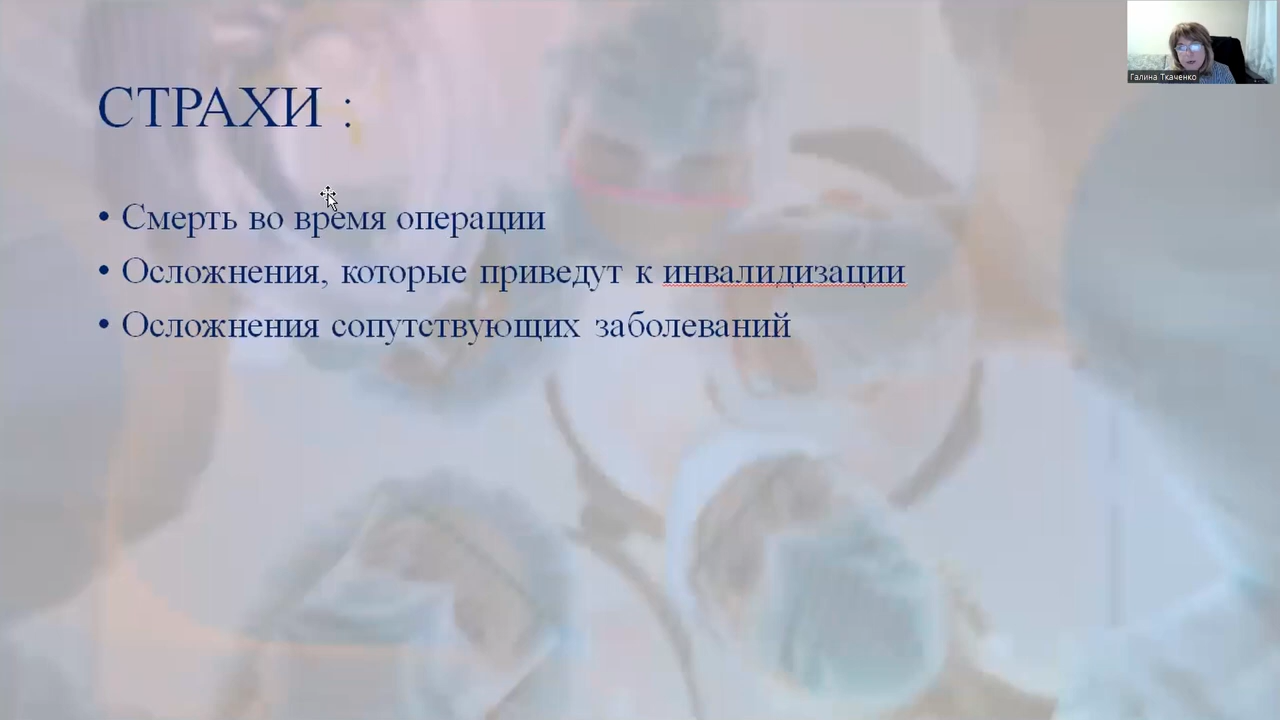 СТРАХИ :
Галина Ткаченко
• Смерть во время операции
• Осложнения, которые приведут к инвалидизации
• Осложнения сопутствующих заболеваний